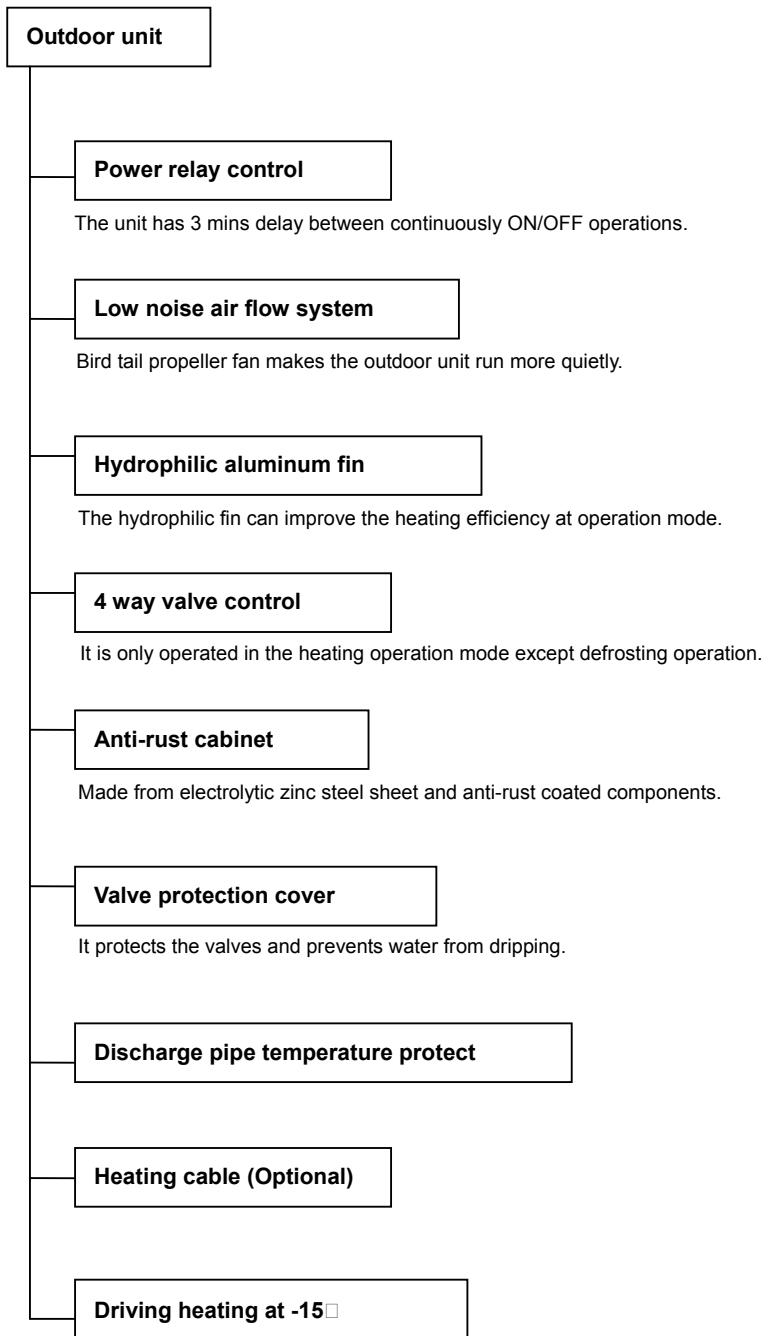 Outdoor unit
Power relay control
The unit has 3 mins delay between continuously ON/OFF operations.
Low noise air flow system
Bird tail propeller fan makes the outdoor unit run more quietly.
Hydrophilic aluminum fin
The hydrophilic fin can improve the heating efficiency at operation mode.
4 way valve control
It is only operated in the heating operation mode except defrosting operation.
Anti-rust cabinet
Made from electrolytic zinc steel sheet and anti-rust coated components.
Valve protection cover
It protects the valves and prevents water from dripping.
Discharge pipe temperature protect
Heating cable (Optional)
Driving heating at -15□